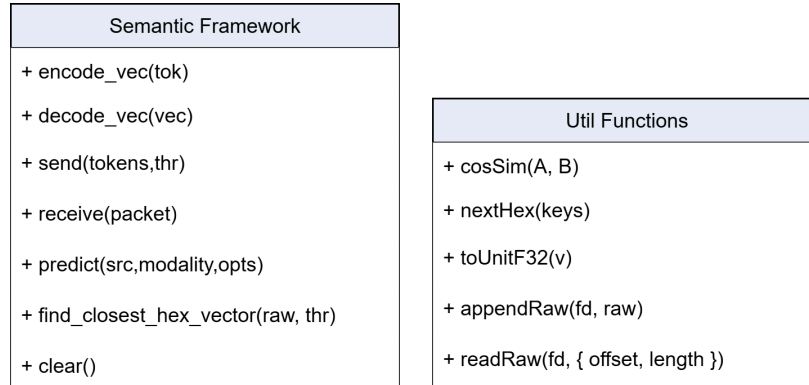 Semantic Framework
+ encode_vec(tok)
+ decode_vec(vec)
+ send(tokens,thr)
+ receive(packet)
+ predict(src,modality,opts)
+ find_closest_hex_vector(raw, thr)
+ clear()
Util Functions
+ cosSim(A, B)
+ nextHex(keys)
+ toUnitF32(v)
+ appendRaw(fd, raw)
+ readRaw(fd, { offset, length })